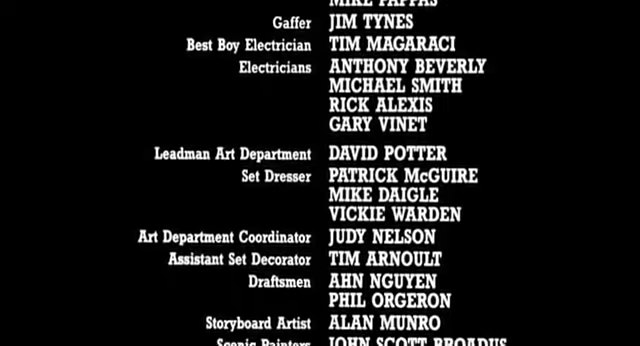 MIKE PAPPAS
Gaffer JIM TYNES
Best Boy Electrician TIM MAGARACI
Electricians ANTHONY BEVERLY
MICHAEL SMITH
RICK ALEXIS
GARY VINET
Leadman Art Department DAVID POTTER
Set Dresser PATRICK McGUIRE
MIKE DAIGLE
VICKIE WARDEN
Art Department Coordinator JUDY NELSON
Assistant Set Decorator TIM ARNOULT
Draftsmen AHN NGUYEN
PHIL ORGERON
Storyboard Artist ALAN MUNRO
Scenic Painters JOHN SCOTT BROADUS